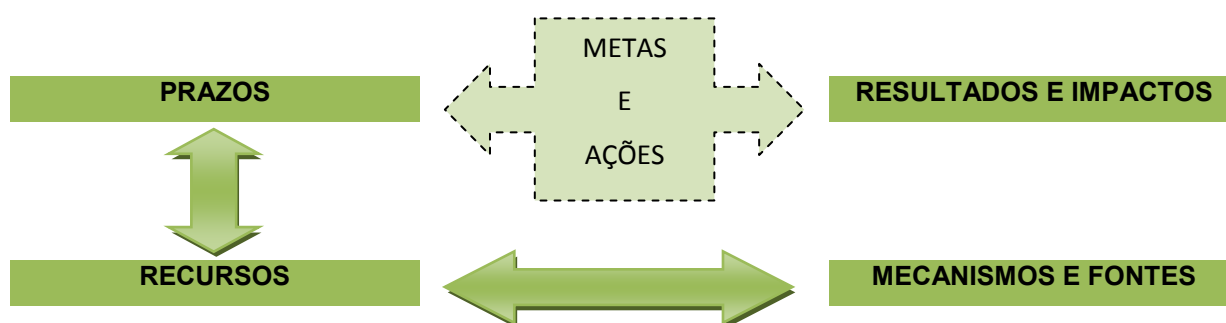 METAS
E
AÇÕES
PRAZOS
RESULTADOS E IMPACTOS
RECURSOS
MECANISMOS E FONTES